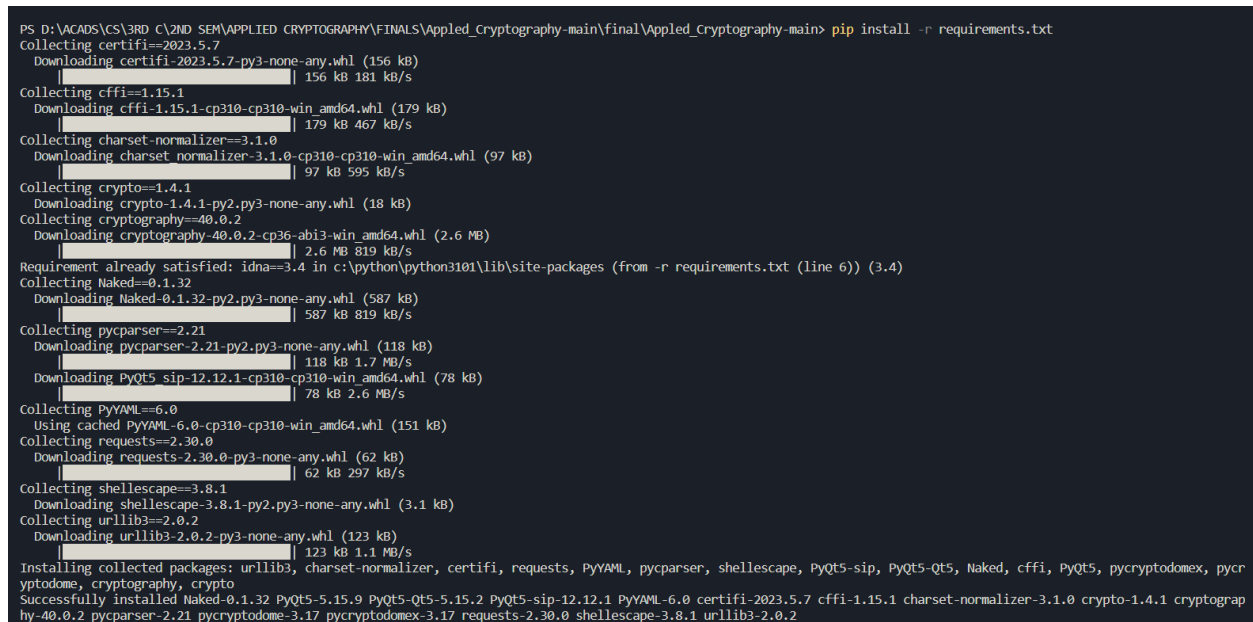 PS D:\ACADS\CS\3RD C\2ND SEM\APPLIED CRYPTOGRAPHY\FINALS\Appled_Cryptography-main\final\Appled_Cryptography-main> pip install -r requirements.txt
Collecting certifi==2023.5.7
  Downloading certifi-2023.5.7-py3-none-any.whl (156 kB)
     |                                | 156 kB 181 kB/s
Collecting cffi==1.15.1
  Downloading cffi-1.15.1-cp310-cp310-win_amd64.whl (179 kB)
     |                                | 179 kB 467 kB/s
Collecting charset-normalizer==3.1.0
  Downloading charset_normalizer-3.1.0-cp310-cp310-win_amd64.whl (97 kB)
     |                                | 97 kB 595 kB/s
Collecting crypto==1.4.1
  Downloading crypto-1.4.1-py2.py3-none-any.whl (18 kB)
Collecting cryptography==40.0.2
  Downloading cryptography-40.0.2-cp36-abi3-win_amd64.whl (2.6 MB)
     |                                | 2.6 MB 819 kB/s
Requirement already satisfied: idna==3.4 in c:\python\python3101\lib\site-packages (from -r requirements.txt (line 6)) (3.4)
Collecting Naked==0.1.32
  Downloading Naked-0.1.32-py2.py3-none-any.whl (587 kB)
     |                                | 587 kB 819 kB/s
Collecting pycparser==2.21
  Downloading pycparser-2.21-py2.py3-none-any.whl (118 kB)
     |                                | 118 kB 1.7 MB/s
  Downloading PyQt5_sip-12.12.1-cp310-cp310-win_amd64.whl (78 kB)
     |                                | 78 kB 2.6 MB/s
Collecting PyYAML==6.0
  Using cached PyYAML-6.0-cp310-cp310-win_amd64.whl (151 kB)
Collecting requests==2.30.0
  Downloading requests-2.30.0-py3-none-any.whl (62 kB)
     |                                | 62 kB 297 kB/s
Collecting shellescape==3.8.1
  Downloading shellescape-3.8.1-py2.py3-none-any.whl (3.1 kB)
Collecting urllib3==2.0.2
  Downloading urllib3-2.0.2-py3-none-any.whl (123 kB)
     |                                | 123 kB 1.1 MB/s
Installing collected packages: urllib3, charset-normalizer, certifi, requests, PyYAML, pycparser, shellescape, PyQt5-sip, PyQt5-Qt5, Naked, cffi, PyQt5, pycryptodomex, pycr
yptodome, cryptography, crypto
Successfully installed Naked-0.1.32 PyQt5-5.15.9 PyQt5-Qt5-5.15.2 PyQt5-sip-12.12.1 PyYAML-6.0 certifi-2023.5.7 cffi-1.15.1 charset-normalizer-3.1.0 crypto-1.4.1 cryptograp
hy-40.0.2 pycparser-2.21 pycryptodome-3.17 pycryptodomex-3.17 requests-2.30.0 shellescape-3.8.1 urllib3-2.0.2